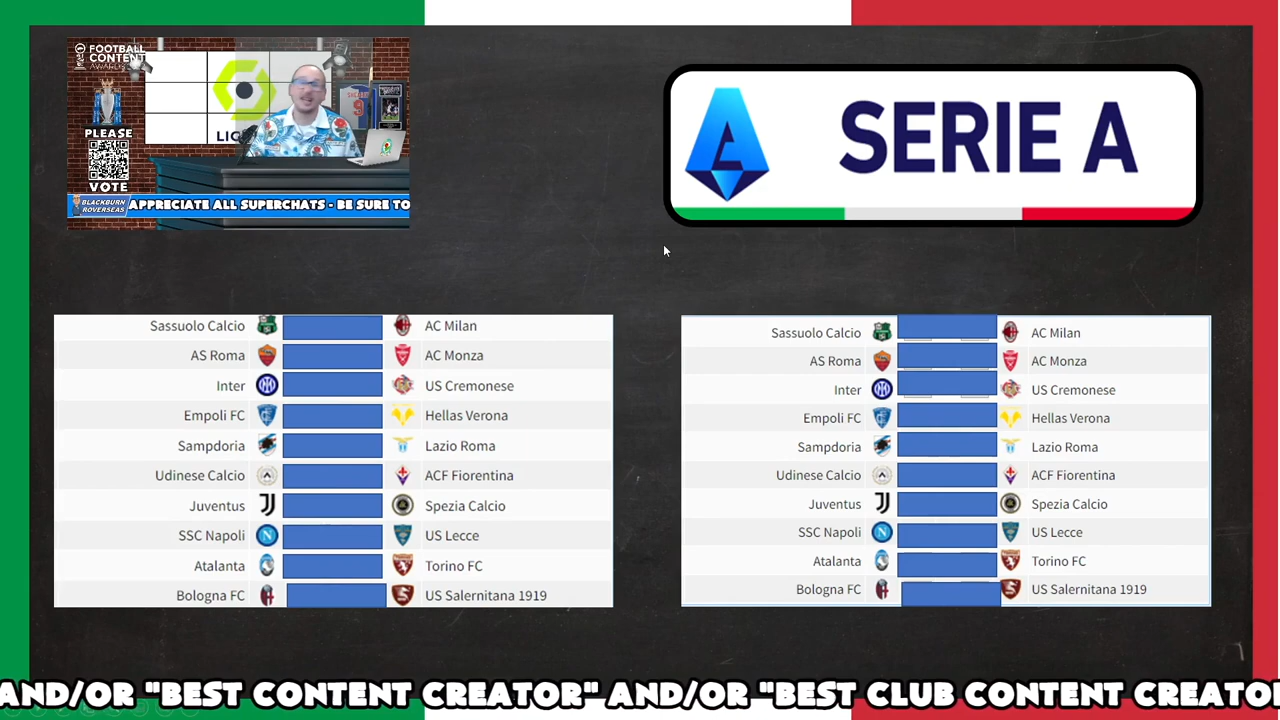 FOOTBALL
CONTENT
AWARDS
PLEASE
VOTE
BLACKBURN
ROVERSEAS
APPRECIATE ALL SUPERCHATS - BE SURE TO
SERIE A
Sassuolo Calcio AC Milan
AS Roma AC Monza
Inter US Cremonese
Empoli FC Hellas Verona
Sampdoria Lazio Roma
Udinese Calcio ACF Fiorentina
Juventus Spezia Calcio
SSC Napoli US Lecce
Atalanta Torino FC
Bologna FC US Salernitana 1919
Sassuolo Calcio AC Milan
AS Roma AC Monza
Inter US Cremonese
Empoli FC Hellas Verona
Sampdoria Lazio Roma
Udinese Calcio ACF Fiorentina
Juventus Spezia Calcio
SSC Napoli US Lecce
Atalanta Torino FC
Bologna FC US Salernitana 1919
AND/OR "BEST CONTENT CREATOR" AND/OR "BEST CLUB CONTENT CREATO